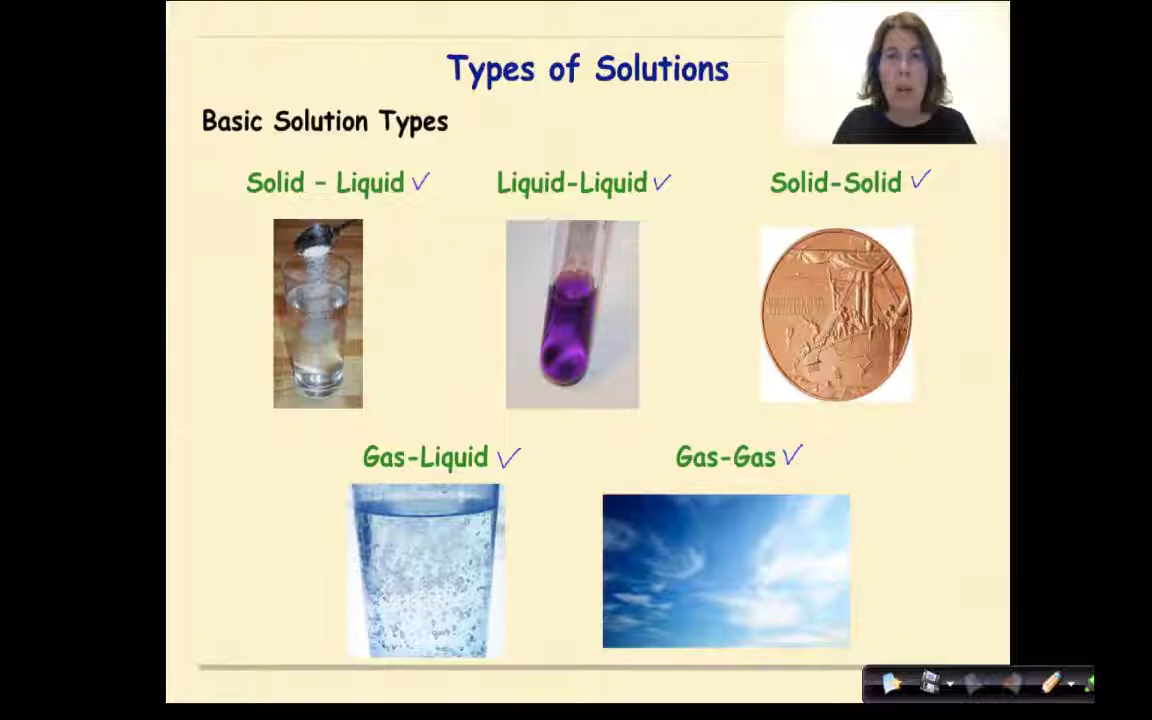 Types of Solutions
Basic Solution Types
Solid - Liquid ✓
Liquid-Liquid ✓
Solid-Solid ✓
Gas-Liquid ✓
Gas-Gas ✓